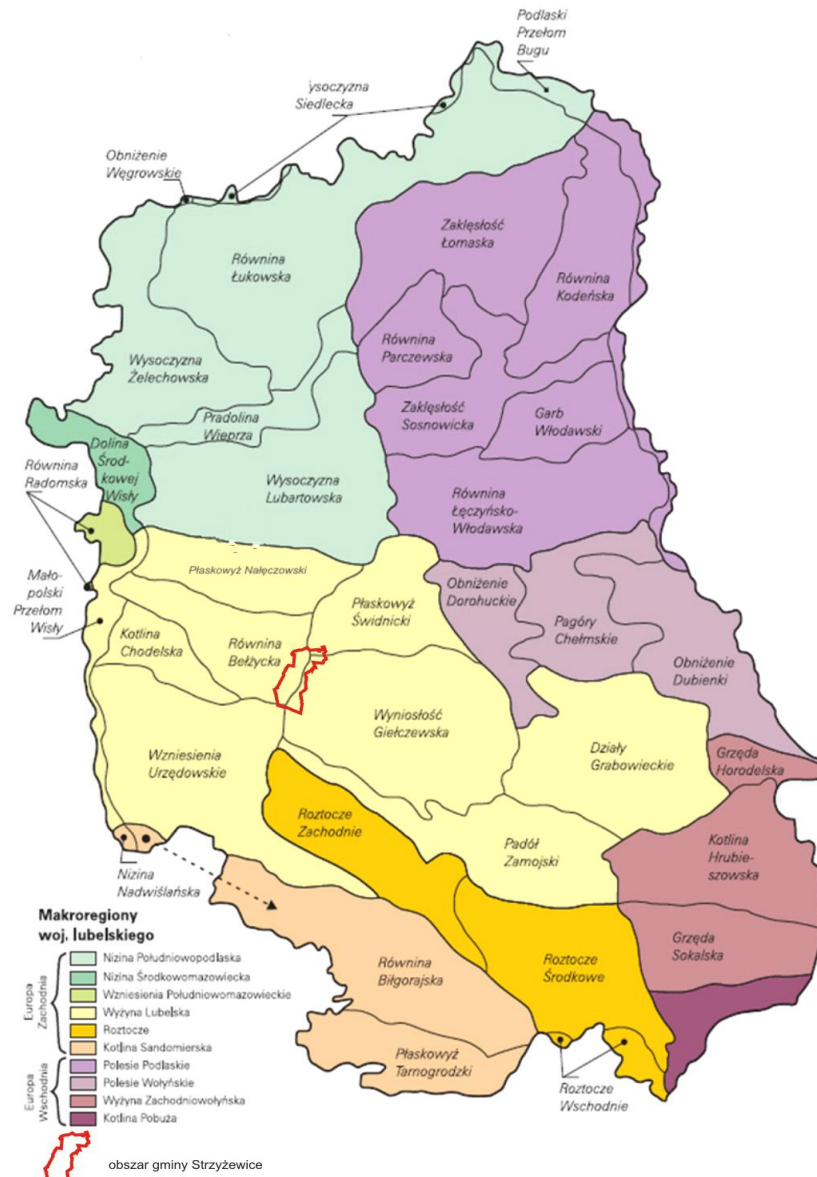 Podlaski
Przełom
Bugu
ysoczyzna
Siedlecka
Obniżenie
Węgrowskie
Zaklęsłość
Łomaska
Równina
Łukowska
Równina
Kodeńska
Równina
Parczewska
Wysoczyzna
Żelechowska
Zaklęsłość
Sosnowicka
Garb
Włodawski
Pradolina
Wieprza
Dolina
Środ-
kowej
Wisły
Równina
Radomska
Wysoczyzna
Lubartowska
Równina
Łęczyńsko-
Włodawska
Mało-
polski
Przełom
Wisły
Płaskowyż Nałęczowski
Płaskowyż
Świdnicki
Obniżenie
Dorohuckie
Pagóry
Chełmskie
Kotlina
Chodelska
Równina
Bełżycka
Obniżenie
Dubienki
Wyniosłość
Giełczewska
Wzniesienia
Urzędowskie
Działy
Grabowieckie
Grzęda
Horodelska
Roztocze
Zachodnie
Padół
Zamojski
Kotlina
Hrubie-
szowska
Nizina
Nadwiślańska
Grzęda
Sokalska
Równina
Biłgorajska
Roztocze
Środkowe
Płaskowyż
Tarnogrodzki
Roztocze
Wschodnie
Makroregiony
woj. lubelskiego
Europa
Zachodnia
Nizina Południowopodlaska
Nizina Środkowomazowiecka
Wzniesienia Południowomazowieckie
Wyżyna Lubelska
Roztocze
Kotlina Sandomierska
Europa
Wschodnia
Polesie Podlaskie
Polesie Wołyńskie
Wyżyna Zachodniowołyńska
Kotlina Pobuża
obszar gminy Strzyżewice